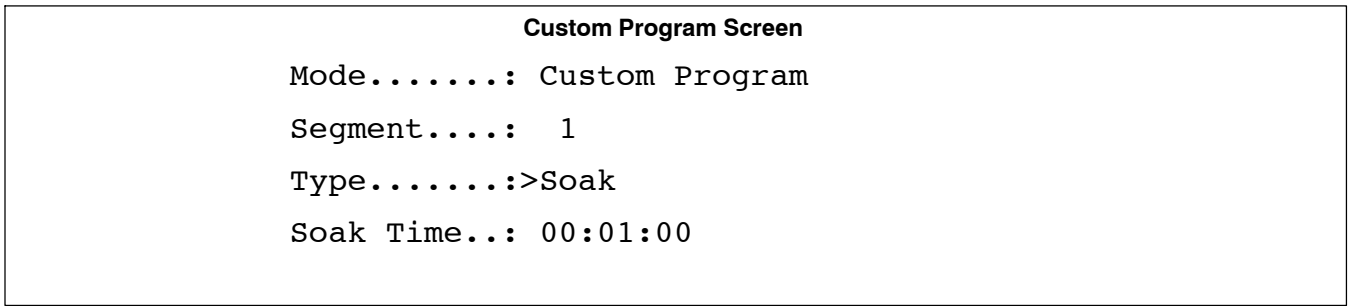 Custom Program Screen
Mode.......: Custom Program
Segment....:  1
Type.......:>Soak
Soak Time..: 00:01:00